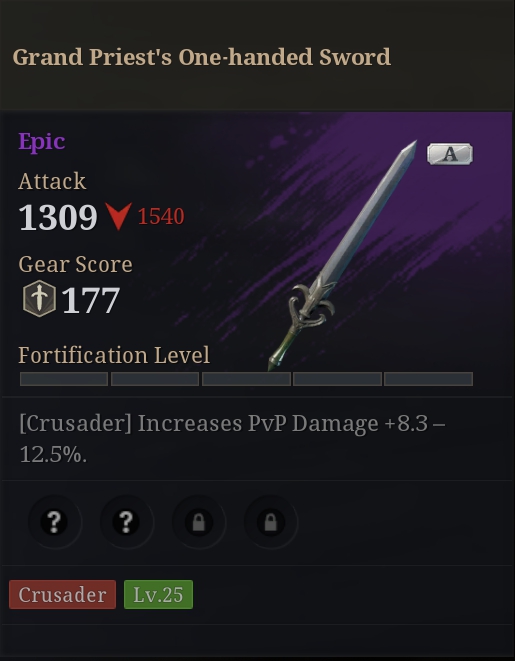 Grand Priest's One-handed Sword
Epic
A
Attack
1309 1540
Gear Score
177
Fortification Level
[Crusader] Increases PvP Damage +8.3 –
12.5%.
? ?
Crusader Lv.25